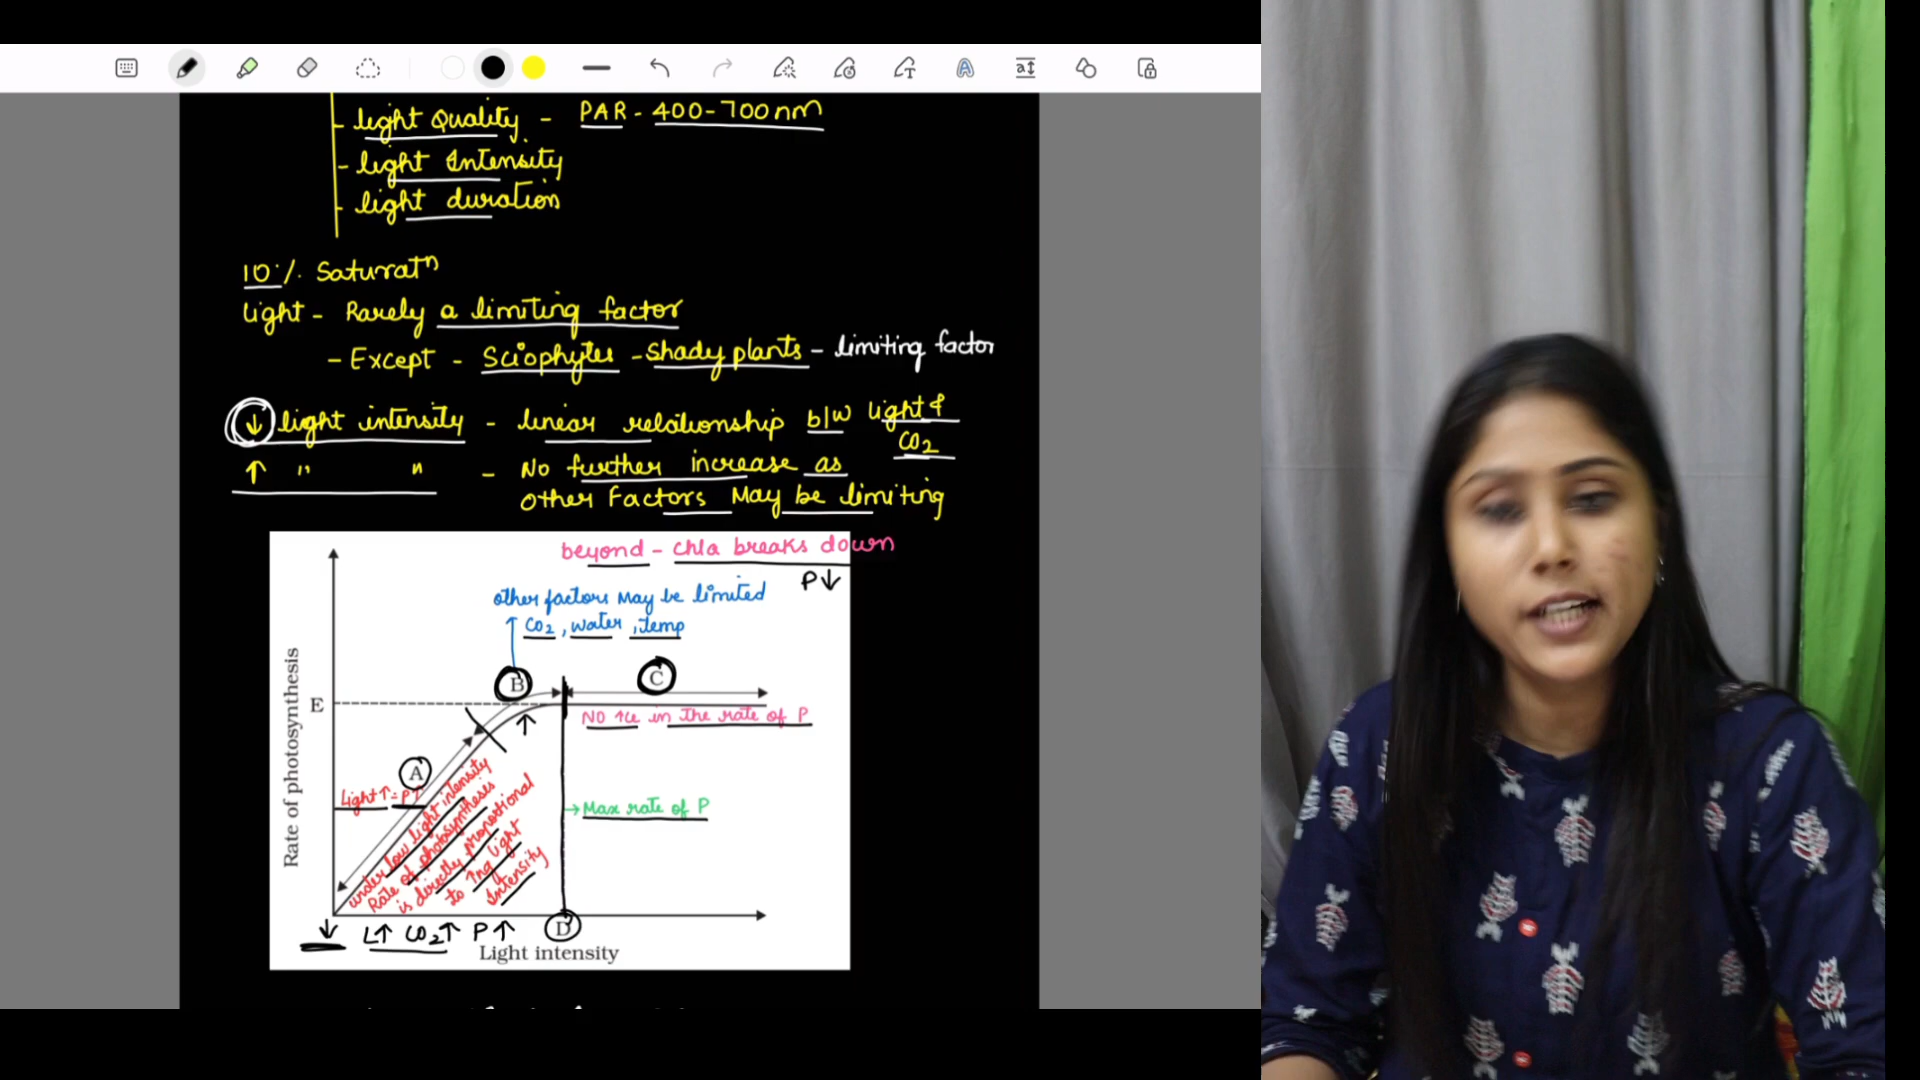 - light Quality - PAR - 400-700nm
- light Intensity
- light duration
10% Saturatn
light - Rarely a limiting factor
- Except - Sciophytes - Shady plants - limiting factor
↓ light intensity - linear relationship b/w light &
CO2
↑ " " - No further increase as
other Factors May be limiting
beyond - chla breaks down
P↓
other factors May be limited
CO2, water, temp
B
C
E
NO ↑ce in the rate of P
A
light↑ = P↑
→ Max rate of P
under low light intensity
Rate of photosynthesis
is directly proportional
to ↑ng light
Intensity
Rate of photosynthesis
↓ L↑ CO2↑ P↑ D
Light intensity